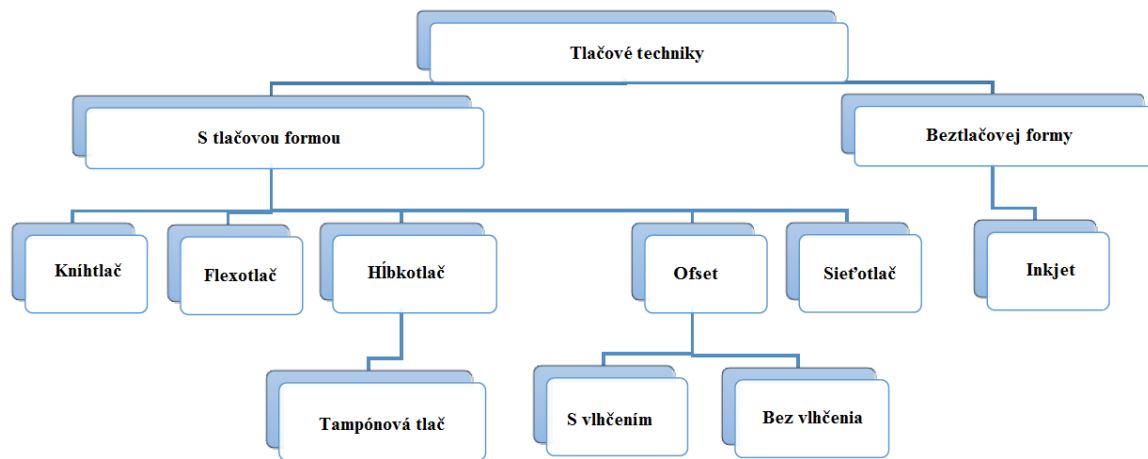 Tlačové techniky
S tlačovou formou
Beztlačovej formy
Kníhtlač
Flexotlač
Hĺbkotlač
Ofset
Sieťotlač
Inkjet
Tampónová tlač
S vlhčením
Bez vlhčenia